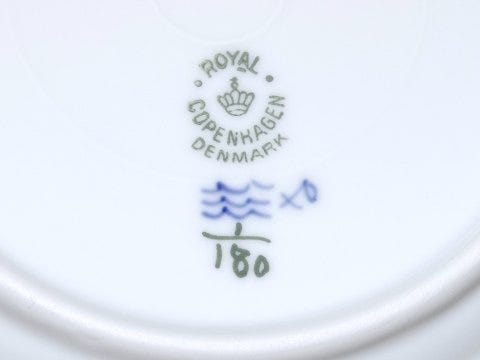 ROYAL
COPENHAGEN
DENMARK
1
180